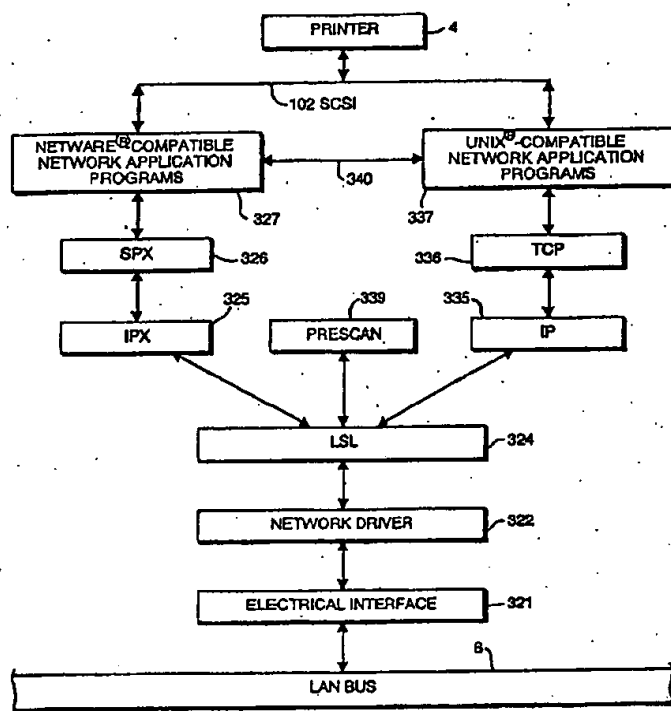 PRINTER 4
102 SCSI
NETWARE®-COMPATIBLE
NETWORK APPLICATION
PROGRAMS
327
340
UNIX®-COMPATIBLE
NETWORK APPLICATION
PROGRAMS
337
SPX 326
336 TCP
325
IPX
339
PRESCAN
335
IP
LSL 324
NETWORK DRIVER 322
ELECTRICAL INTERFACE 321
6
LAN BUS